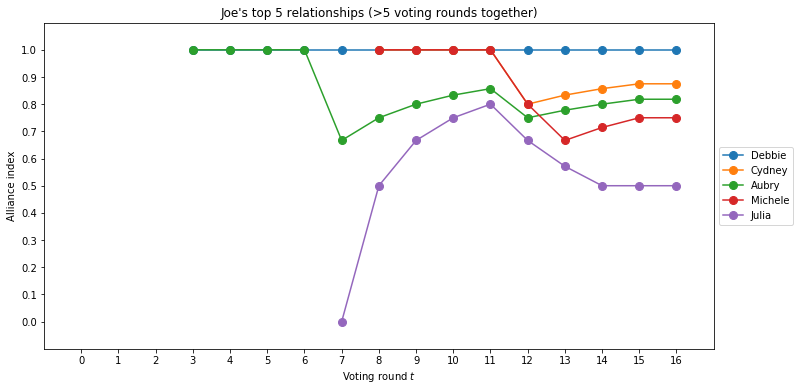 Joe's top 5 relationships (>5 voting rounds together)
Alliance index
1.0
0.9
0.8
0.7
0.6
0.5
0.4
0.3
0.2
0.1
0.0
0 1 2 3 4 5 6 7 8 9 10 11 12 13 14 15 16
Voting round t
Debbie
Cydney
Aubry
Michele
Julia